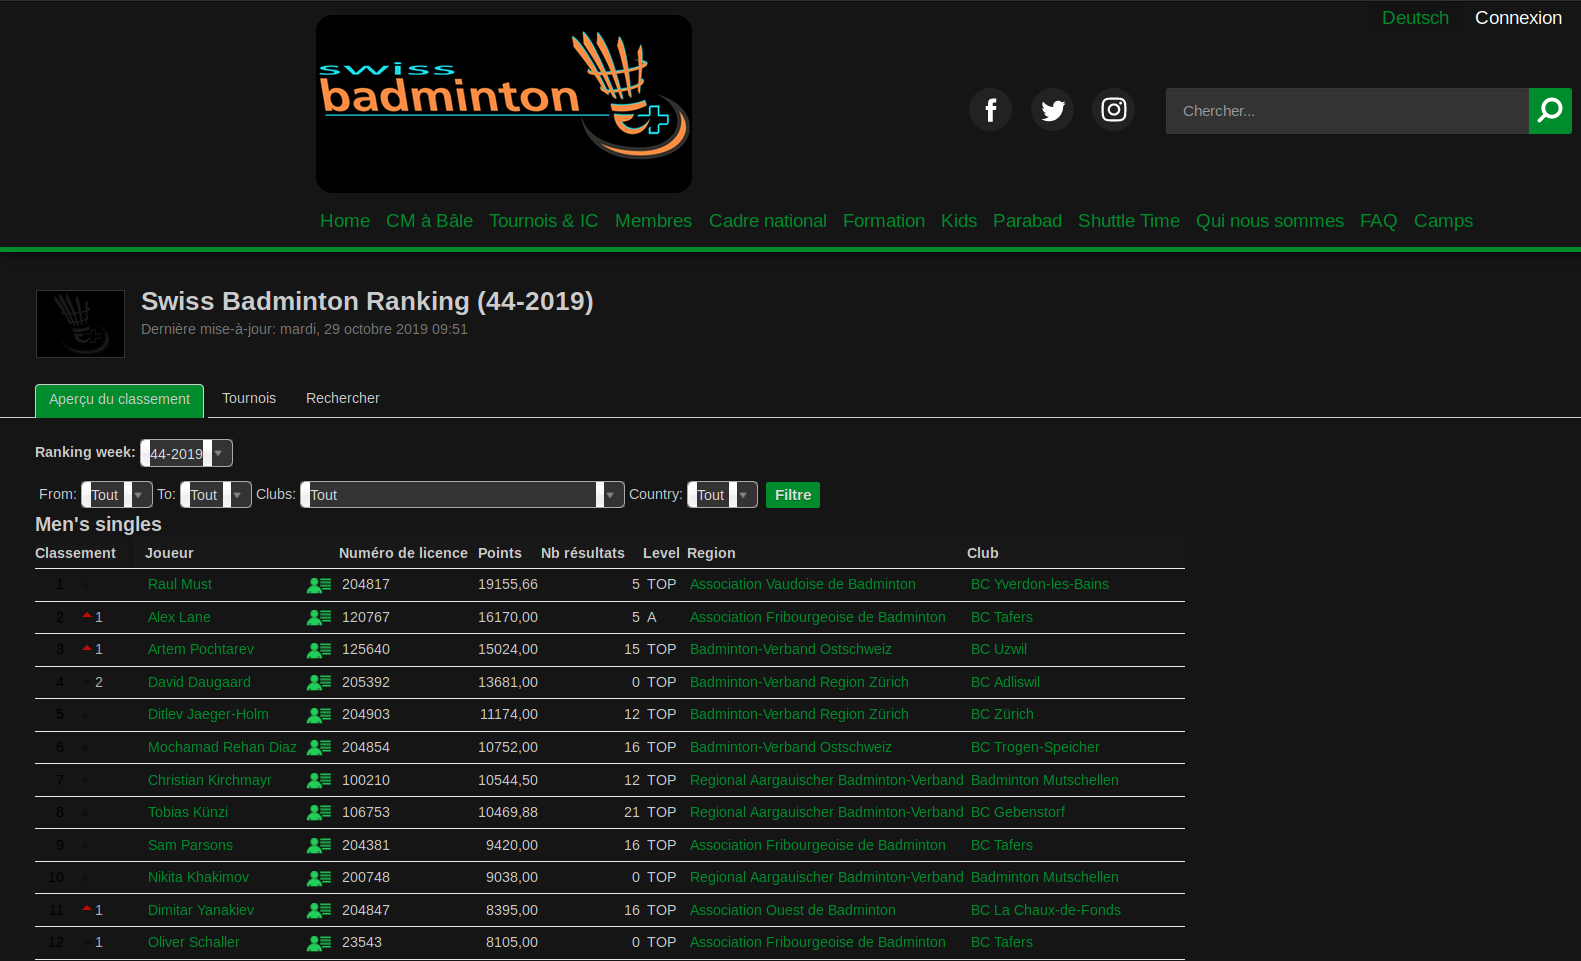 Deutsch Connexion
swiss
badminton
Chercher...
Home CM à Bâle Tournois & IC Membres Cadre national Formation Kids Parabad Shuttle Time Qui nous sommes FAQ Camps
Swiss Badminton Ranking (44-2019)
Dernière mise-à-jour: mardi, 29 octobre 2019 09:51
Aperçu du classement Tournois Rechercher
Ranking week: 44-2019
From: Tout To: Tout Clubs: Tout Country: Tout Filtre
Men's singles
Classement Joueur Numéro de licence Points Nb résultats Level Region Club
1 Raul Must 204817 19155,66 5 TOP Association Vaudoise de Badminton BC Yverdon-les-Bains
2 1 Alex Lane 120767 16170,00 5 A Association Fribourgeoise de Badminton BC Tafers
3 1 Artem Pochtarev 125640 15024,00 15 TOP Badminton-Verband Ostschweiz BC Uzwil
4 2 David Daugaard 205392 13681,00 0 TOP Badminton-Verband Region Zürich BC Adliswil
5 Ditlev Jaeger-Holm 204903 11174,00 12 TOP Badminton-Verband Region Zürich BC Zürich
6 Mochamad Rehan Diaz 204854 10752,00 16 TOP Badminton-Verband Ostschweiz BC Trogen-Speicher
7 Christian Kirchmayr 100210 10544,50 12 TOP Regional Aargauischer Badminton-Verband Badminton Mutschellen
8 Tobias Künzi 106753 10469,88 21 TOP Regional Aargauischer Badminton-Verband BC Gebenstorf
9 Sam Parsons 204381 9420,00 16 TOP Association Fribourgeoise de Badminton BC Tafers
10 Nikita Khakimov 200748 9038,00 0 TOP Regional Aargauischer Badminton-Verband Badminton Mutschellen
11 1 Dimitar Yanakiev 204847 8395,00 16 TOP Association Ouest de Badminton BC La Chaux-de-Fonds
12 1 Oliver Schaller 23543 8105,00 0 TOP Association Fribourgeoise de Badminton BC Tafers